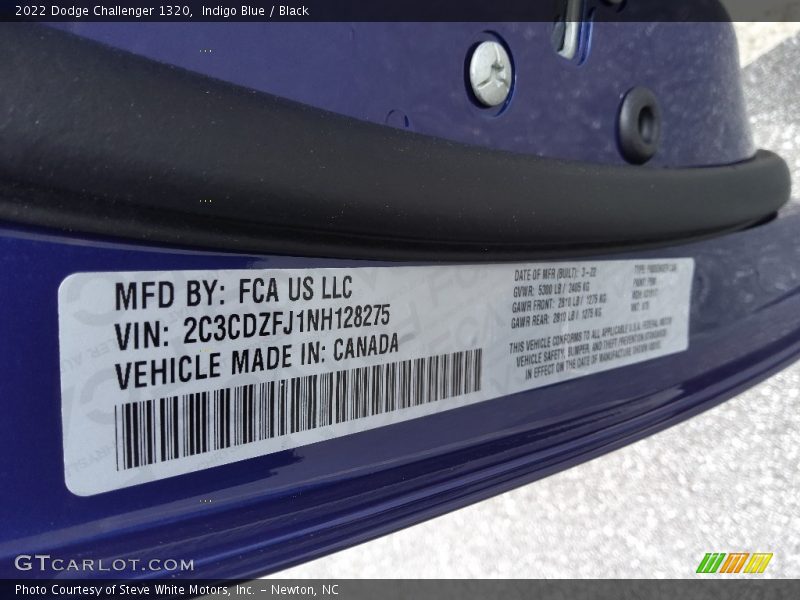 2022 Dodge Challenger 1320, Indigo Blue / Black
MFD BY: FCA US LLC
VIN: 2C3CDZFJ1NH128275
VEHICLE MADE IN: CANADA
DATE OF MFR (BUILT): 3-22
GVWR: 5300 LB / 2405 KG
GAWR FRONT: 2810 LB / 1275 KG
GAWR REAR: 2810 LB / 1275 KG
TYPE: PASSENGER CAR
THIS VEHICLE CONFORMS TO ALL APPLICABLE U.S.A. FEDERAL MOTOR
VEHICLE SAFETY, BUMPER, AND THEFT PREVENTION STANDARDS
IN EFFECT ON THE DATE OF MANUFACTURE SHOWN ABOVE.
GTCARLOT.COM
Photo Courtesy of Steve White Motors, Inc. – Newton, NC